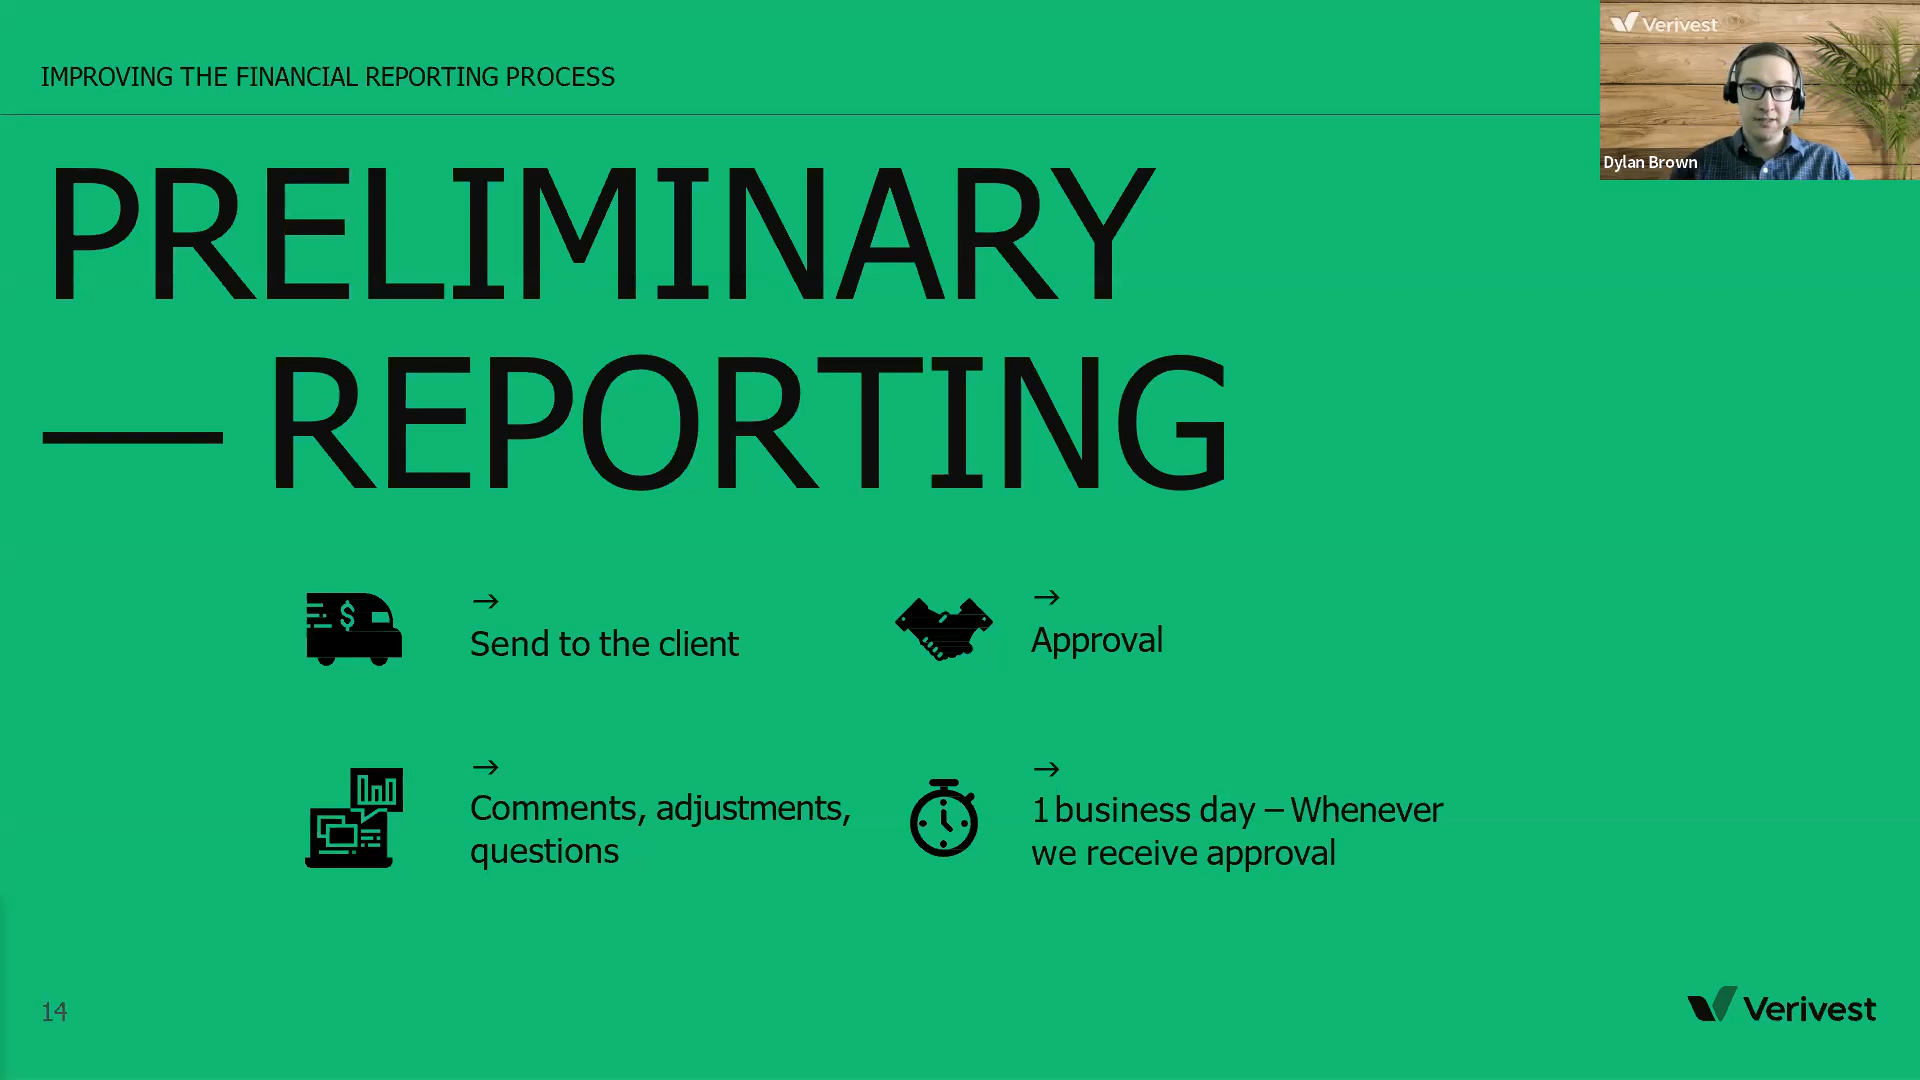 IMPROVING THE FINANCIAL REPORTING PROCESS
Verivest
Dylan Brown
PRELIMINARY
— REPORTING
$
→
Send to the client
→
Approval
→
Comments, adjustments,
questions
→
1 business day – Whenever
we receive approval
14
Verivest